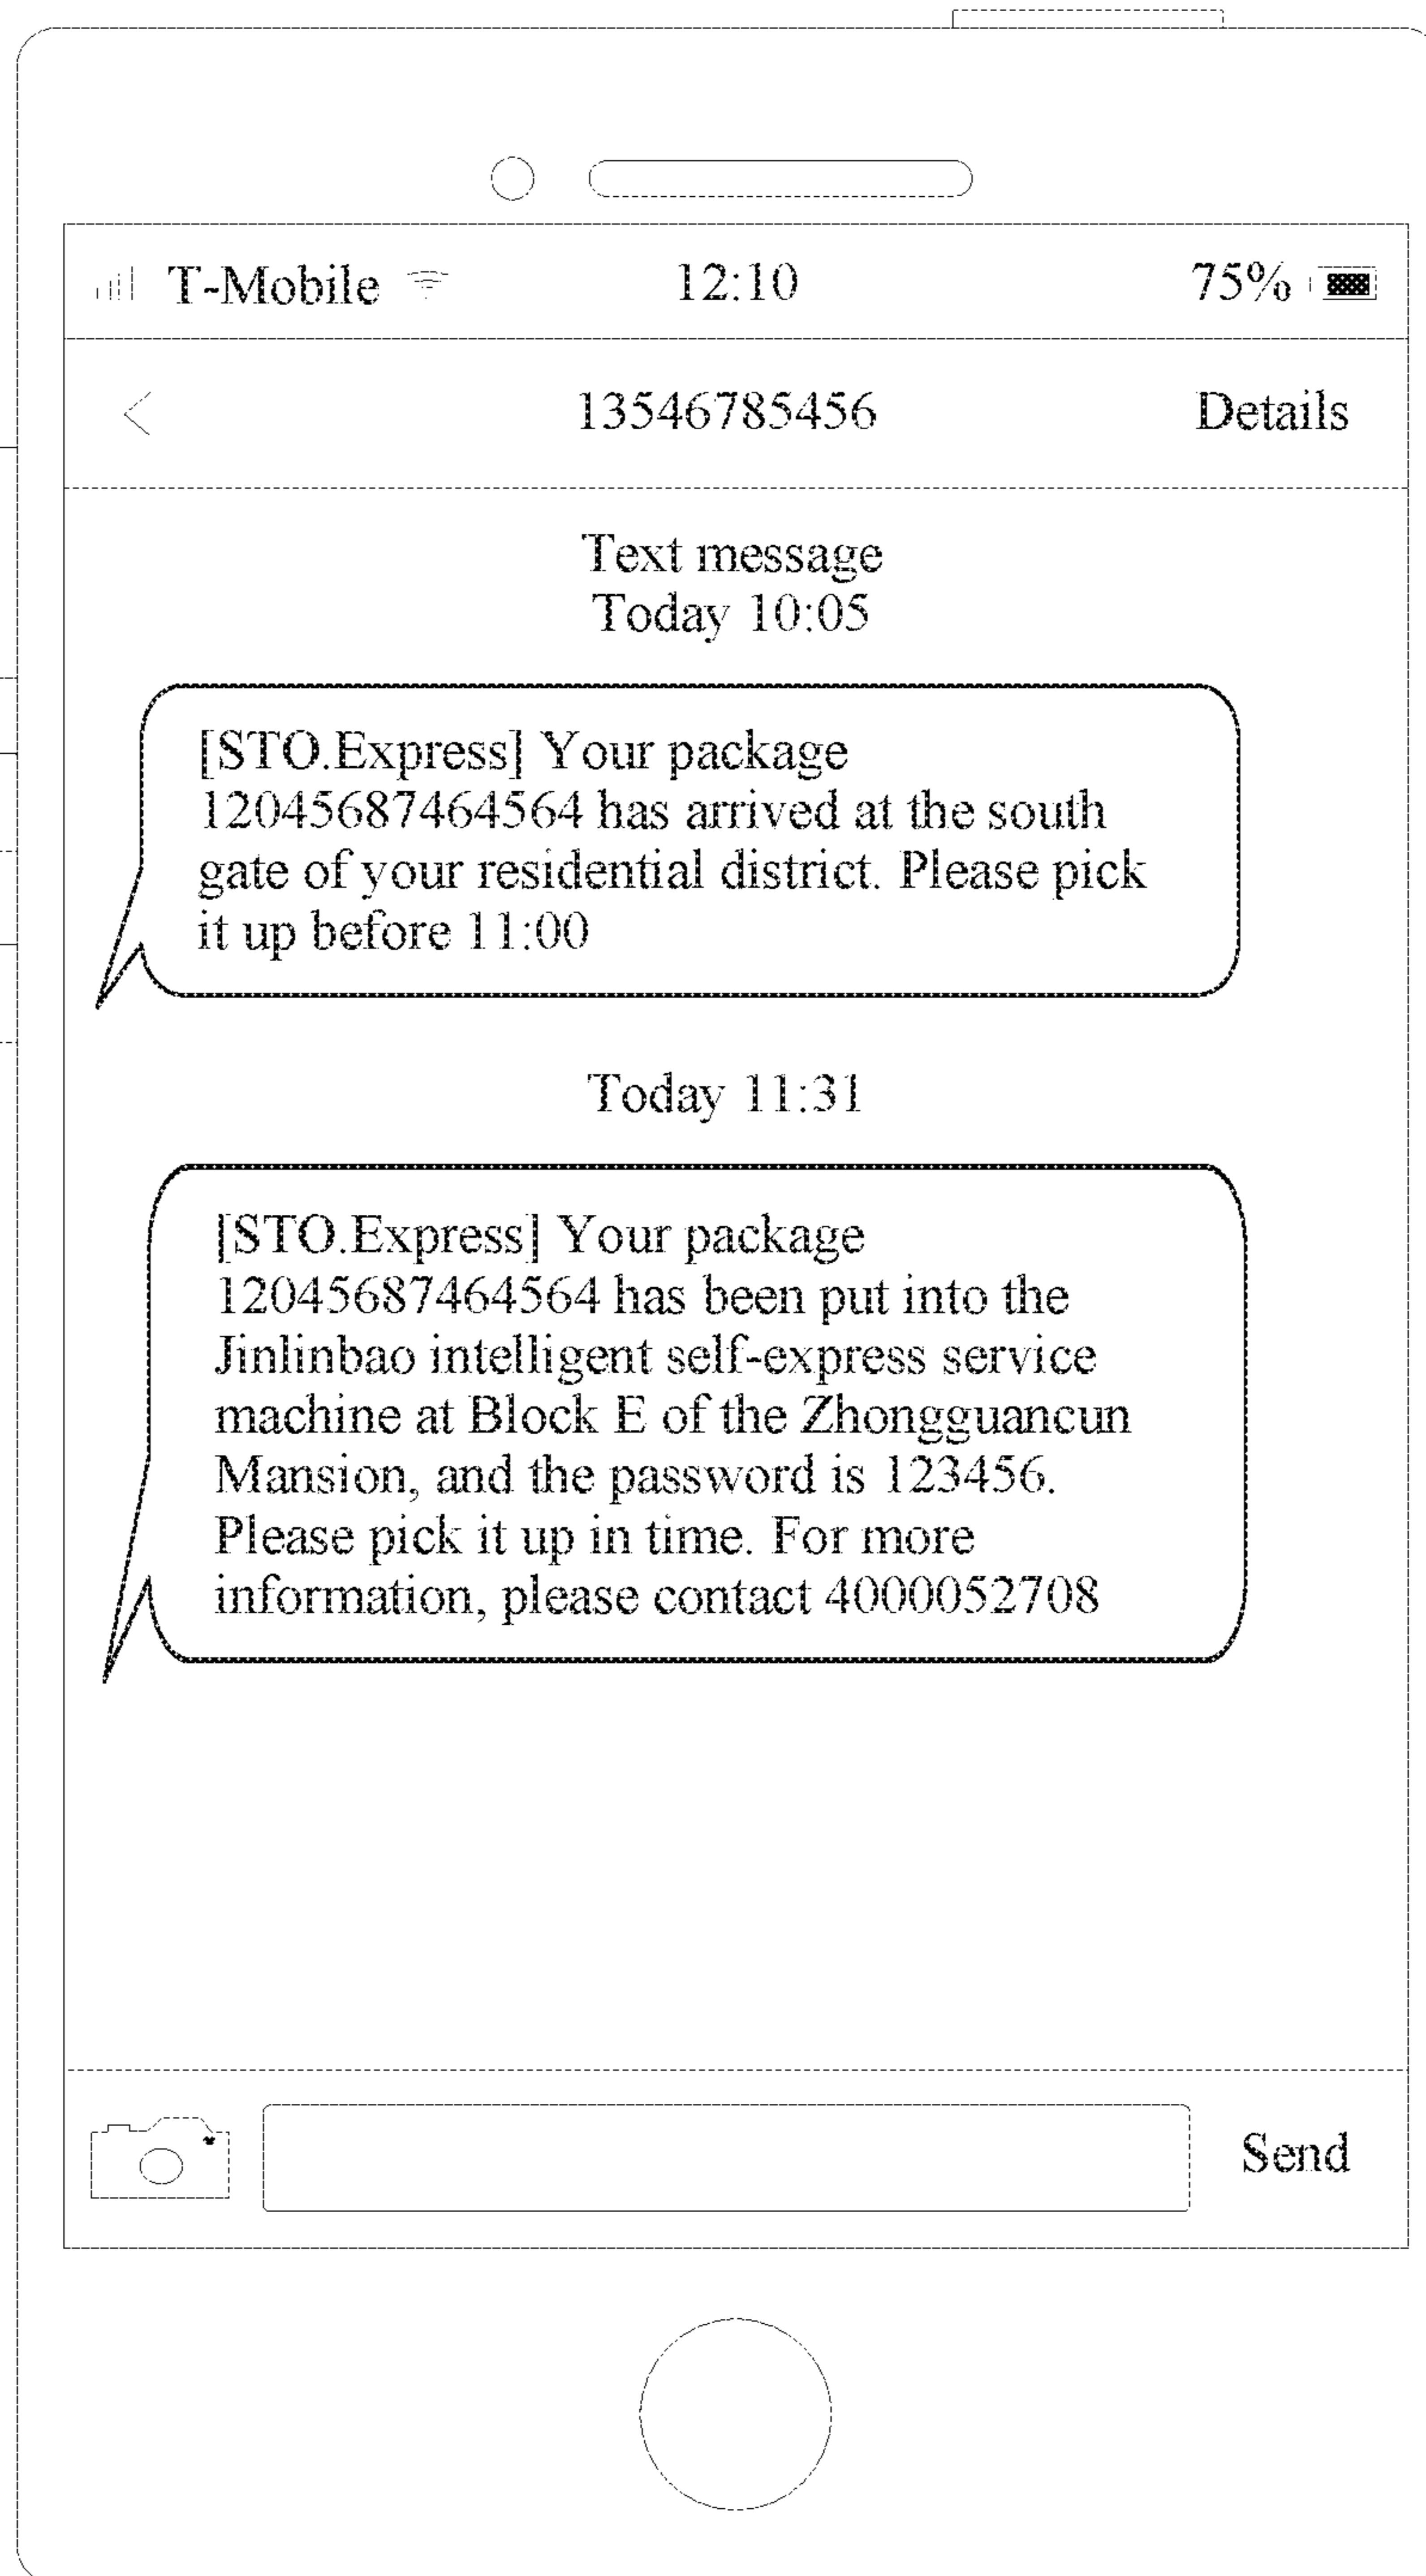 T-Mobile 12:10 75%
13546785456 Details
Text message
Today 10:05
[STO.Express] Your package
12045687464564 has arrived at the south
gate of your residential district. Please pick
it up before 11:00
Today 11:31
[STO.Express] Your package
12045687464564 has been put into the
Jinlinbao intelligent self-express service
machine at Block E of the Zhongguancun
Mansion, and the password is 123456.
Please pick it up in time. For more
information, please contact 4000052708
Send